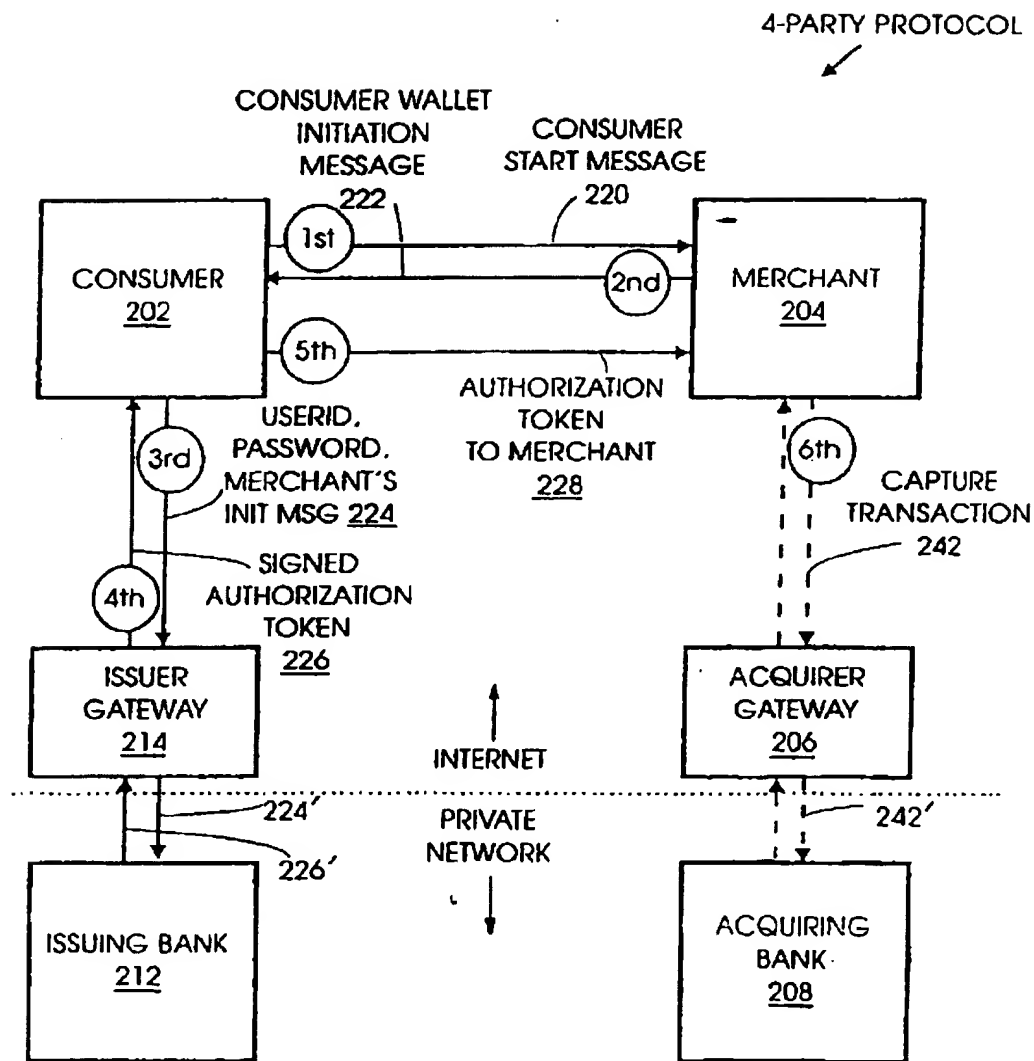 4-PARTY PROTOCOL
CONSUMER WALLET
INITIATION
MESSAGE
222
CONSUMER
START MESSAGE
220
1st
CONSUMER
202
2nd
MERCHANT
204
5th
AUTHORIZATION
TOKEN
TO MERCHANT
228
USERID,
PASSWORD,
MERCHANT'S
INIT MSG 224
3rd
6th
CAPTURE
TRANSACTION
242
SIGNED
AUTHORIZATION
TOKEN
226
4th
ISSUER
GATEWAY
214
ACQUIRER
GATEWAY
206
INTERNET
PRIVATE
NETWORK
224'
226'
242'
ISSUING BANK
212
ACQUIRING
BANK
208